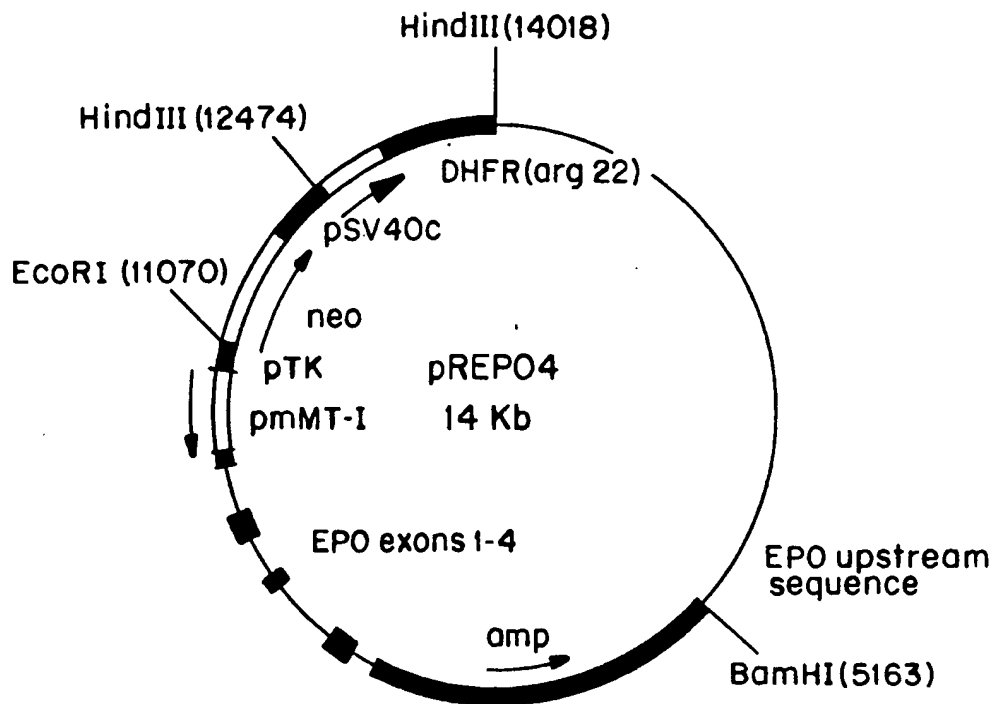 HindIII (14018)
HindIII (12474)
DHFR (arg 22)
pSV40c
EcoRI (11070)
neo
pTK
pREPO4
pmMT-I
14 Kb
EPO exons 1-4
EPO upstream
sequence
amp
BamHI (5163)